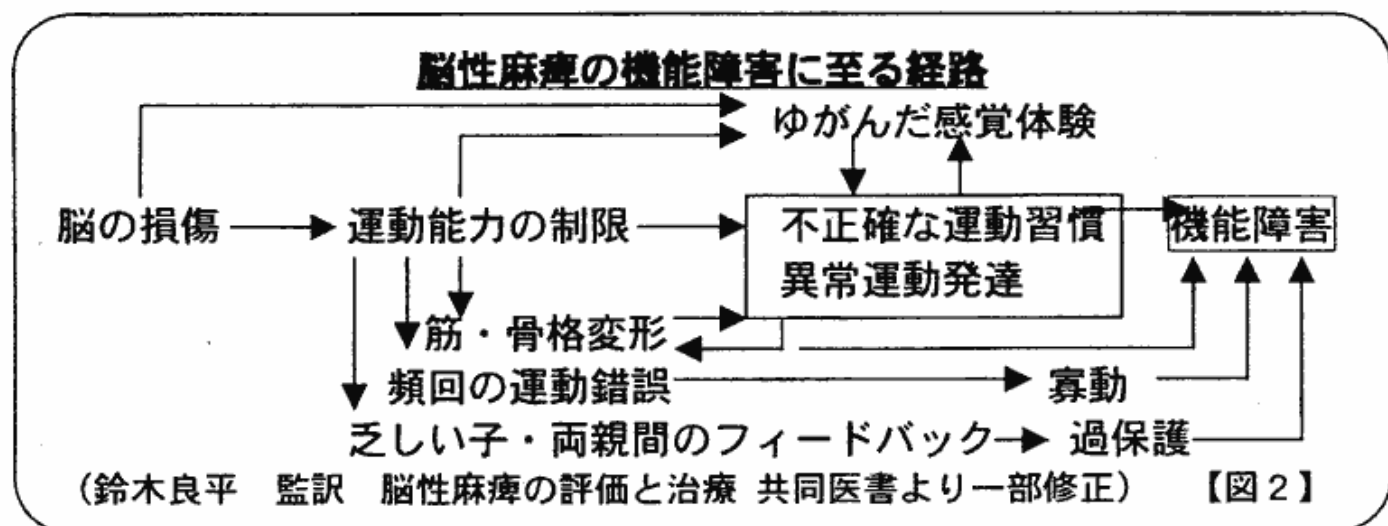 脳性麻痺の機能障害に至る経路
ゆがんだ感覚体験
脳の損傷 運動能力の制限 不正確な運動習慣 機能障害
異常運動発達
筋・骨格変形
頻回の運動錯誤 寡動
乏しい子・両親間のフィードバック 過保護
(鈴木良平 監訳 脳性麻痺の評価と治療 共同医書より一部修正) 【図2】